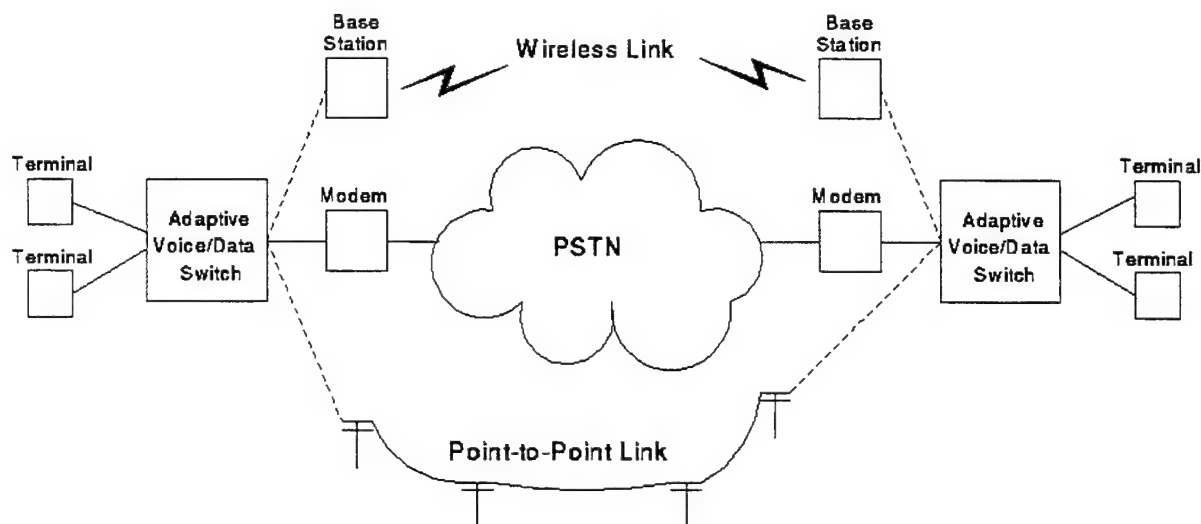 Base
Station
Wireless Link
Base
Station
Terminal
Adaptive
Voice/Data
Switch
Terminal
Modem
PSTN
Modem
Adaptive
Voice/Data
Switch
Terminal
Terminal
Point-to-Point Link